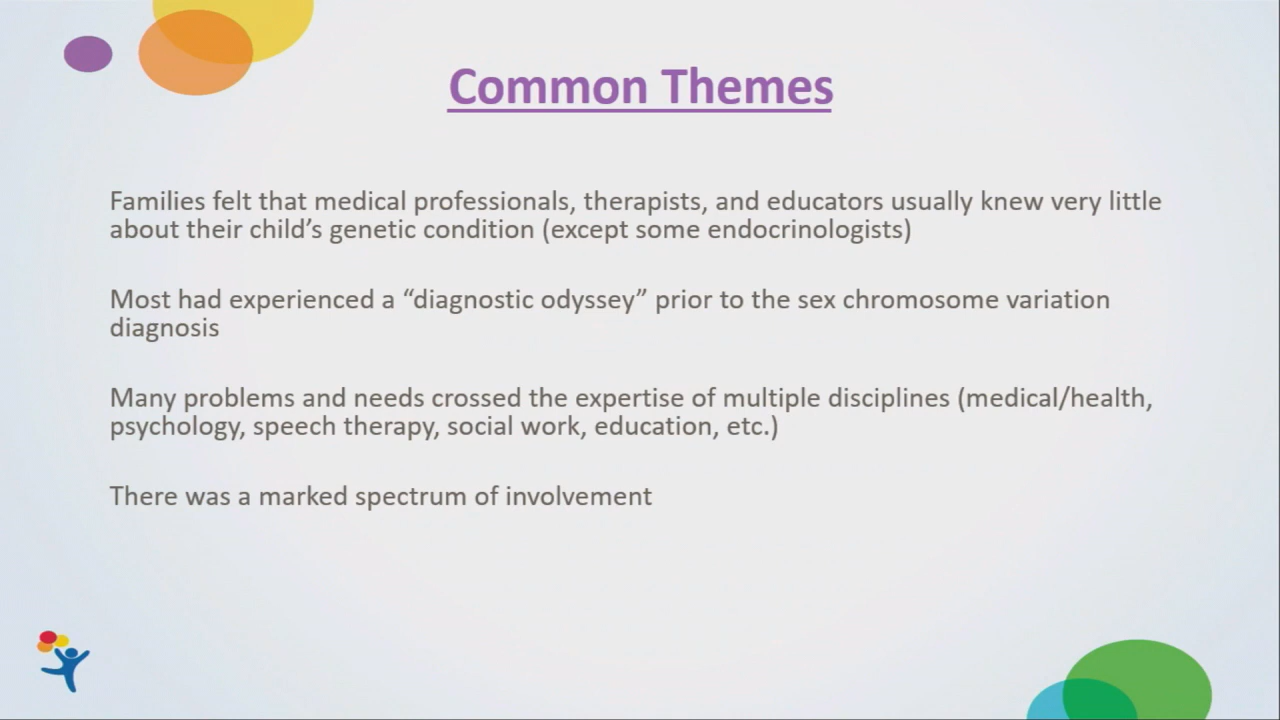 Common Themes
Families felt that medical professionals, therapists, and educators usually knew very little
about their child’s genetic condition (except some endocrinologists)
Most had experienced a “diagnostic odyssey” prior to the sex chromosome variation
diagnosis
Many problems and needs crossed the expertise of multiple disciplines (medical/health,
psychology, speech therapy, social work, education, etc.)
There was a marked spectrum of involvement